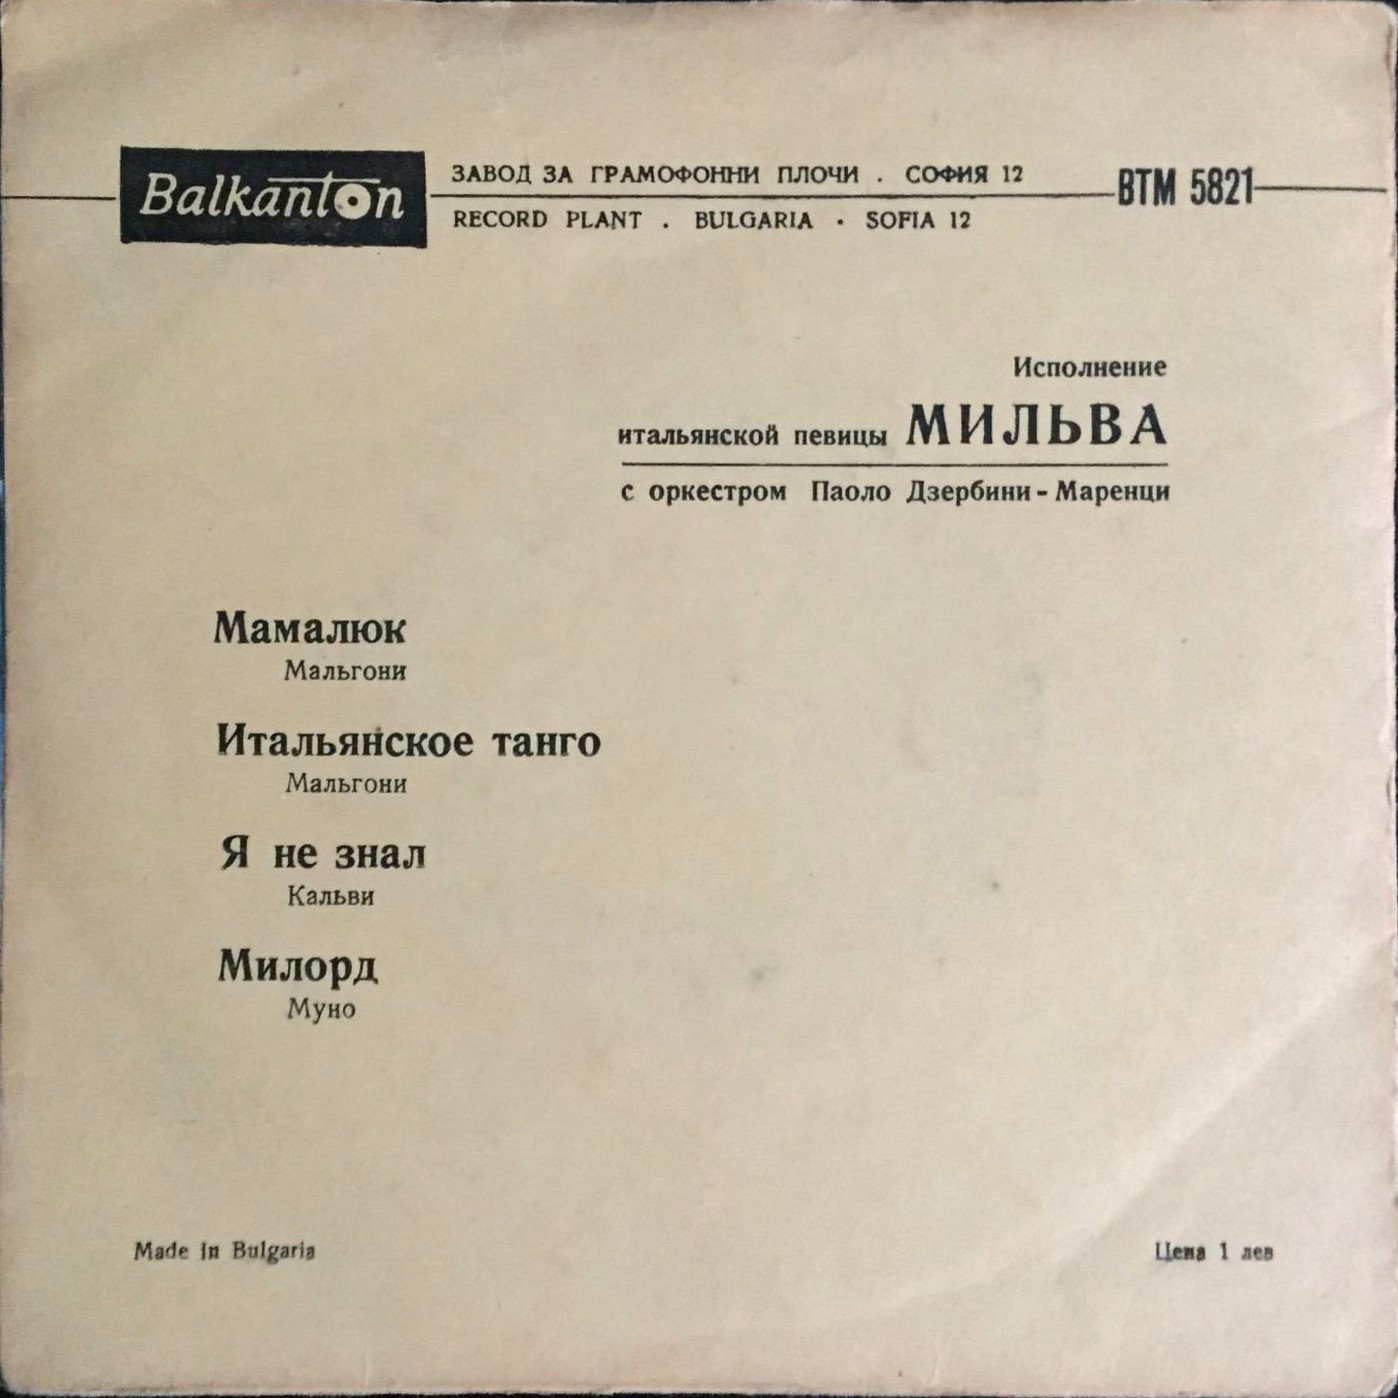 Balkanton
ЗАВОД ЗА ГРАМОФОННИ ПЛОЧИ . СОФИЯ 12
RECORD PLANT . BULGARIA · SOFIA 12
ВТМ 5821
Исполнение
итальянской певицы МИЛЬВА
с оркестром Паоло Дзербини - Маренци
Мамалюк
Мальгони
Итальянское танго
Мальгони
Я не знал
Кальви
Милорд
Муно
Made in Bulgaria
Цена 1 лев